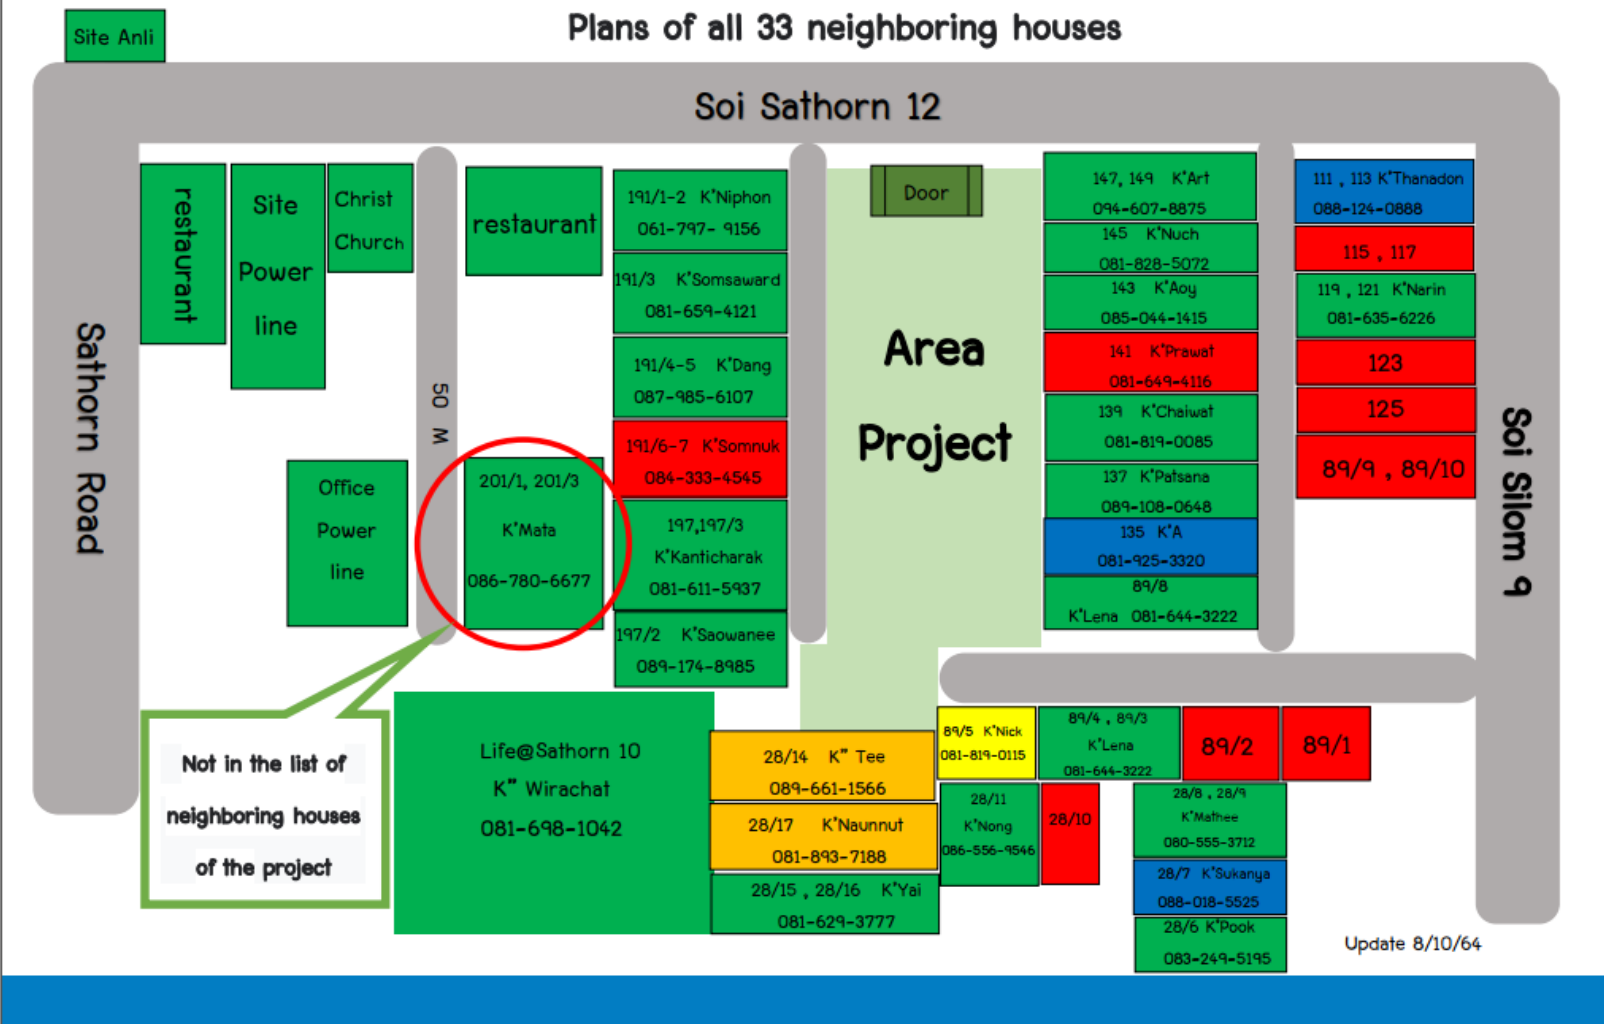 Plans of all 33 neighboring houses
Site Anli
Soi Sathorn 12
Sathorn Road
restaurant
Site
Power
line
Christ
Church
50 M
restaurant
191/1-2 K'Niphon
061-797- 9156
191/3 K'Somsaward
081-659-4121
191/4-5 K'Dang
087-985-6107
191/6-7 K'Somnuk
084-333-4545
197,197/3
K'Kanticharak
081-611-5937
197/2 K'Saowanee
089-174-8985
Office
Power
line
201/1, 201/3
K'Mata
086-780-6677
Door
Area
Project
147, 149 K'Art
094-607-8875
145 K'Nuch
081-828-5072
143 K'Aoy
085-044-1415
141 K'Prawat
081-649-4116
139 K'Chaiwat
081-819-0085
137 K'Patsana
089-108-0648
135 K'A
081-925-3320
89/8
K'Lena 081-644-3222
111 , 113 K'Thanadon
088-124-0888
115 , 117
119 , 121 K'Narin
081-635-6226
123
125
89/9 , 89/10
Soi Silom 9
Not in the list of
neighboring houses
of the project
Life@Sathorn 10
K" Wirachat
081-698-1042
28/14 K" Tee
089-661-1566
28/17 K'Naunnut
081-893-7188
28/15 , 28/16 K'Yai
081-629-3777
89/5 K'Nick
081-819-0115
89/4 , 89/3
K'Lena
081-644-3222
89/2
89/1
28/11
K'Nong
086-556-9546
28/10
28/8 , 28/9
K'Mathee
080-555-3712
28/7 K'Sukanya
088-018-5525
28/6 K'Pook
083-249-5195
Update 8/10/64